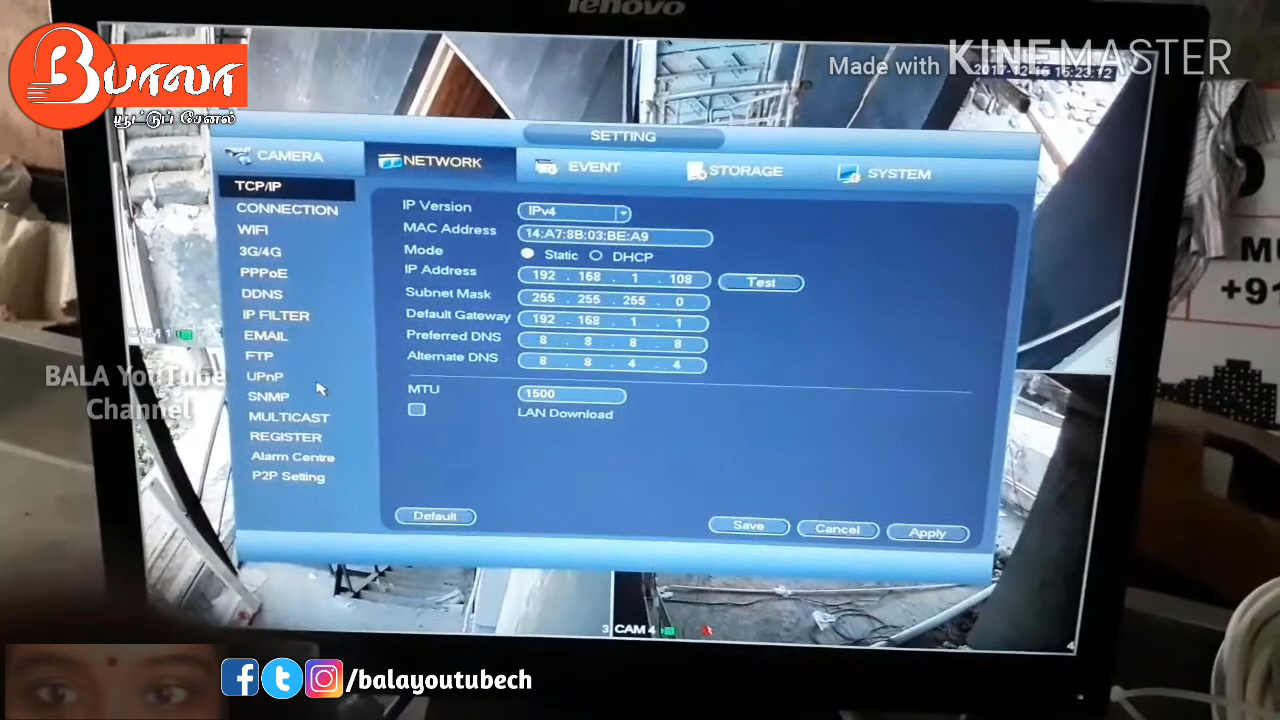 lenovo
பாலா
யூட்டுப் சேனல்
Made with KINEMASTER
2017-12-16 15:23:12
SETTING
CAMERA
NETWORK
EVENT
STORAGE
SYSTEM
TCP/IP
CONNECTION
WIFI
3G/4G
PPPoE
DDNS
IP FILTER
EMAIL
FTP
UPnP
SNMP
MULTICAST
REGISTER
Alarm Centre
P2P Setting
IP Version IPv4
MAC Address 14:A7:8B:03:BE:A9
Mode Static DHCP
IP Address 192 . 168 . 1 . 108 Test
Subnet Mask 255 . 255 . 255 . 0
Default Gateway 192 . 168 . 1 . 1
Preferred DNS 8 . 8 . 8 . 8
Alternate DNS 8 . 8 . 4 . 4
MTU 1500
LAN Download
Default Save Cancel Apply
CAM 1
BALA YouTube
Channel
+91
2
3 CAM 4
4
/balayoutubech